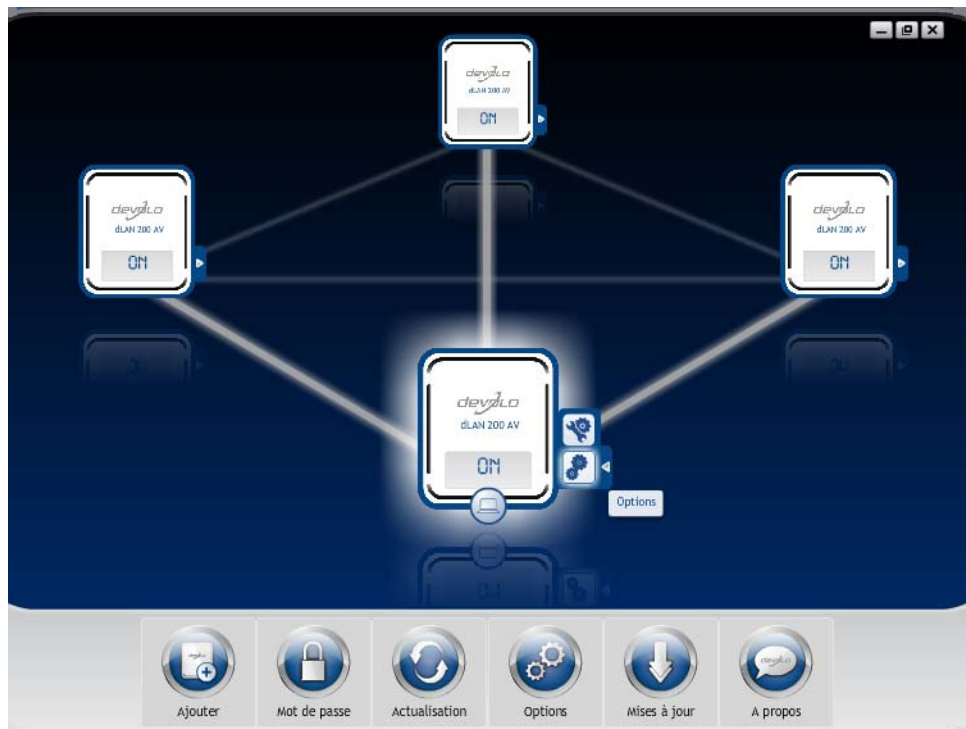 devolo
dLAN 200 AV
ON
devolo
dLAN 200 AV
ON
devolo
dLAN 200 AV
ON
devolo
dLAN 200 AV
ON
Options
Ajouter
Mot de passe
Actualisation
Options
Mises à jour
devolo
A propos